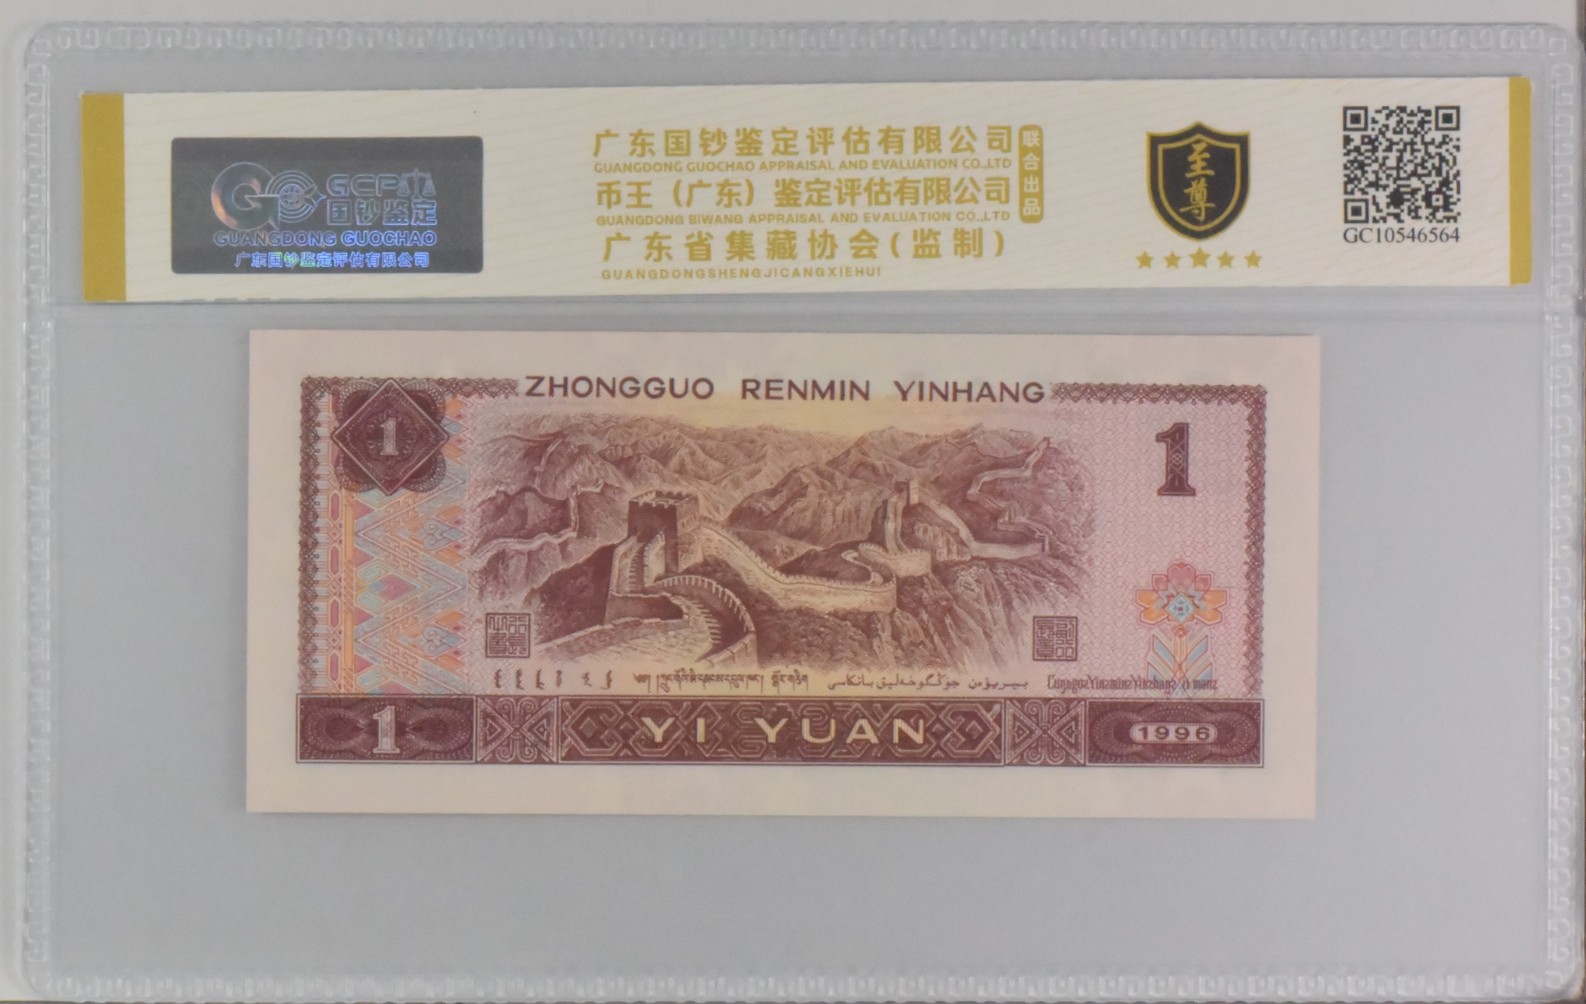 GCP
国钞鉴定
GUANGDONG GUOCHAO
广东国钞鉴定评估有限公司
广东国钞鉴定评估有限公司
GUANGDONG GUOCHAO APPRAISAL AND EVALUATION CO.,LTD
币王（广东）鉴定评估有限公司
GUANGDONG BIWANG APPRAISAL AND EVALUATION CO.,LTD
联合出品
广东省集藏协会(监制)
GUANGDONGSHENGJICANGXIEHUI
至尊
GC10546564
ZHONGGUO RENMIN YINHANG
1
1
جۇڭگو خەلىق بانكاسى
1
YI YUAN
1996